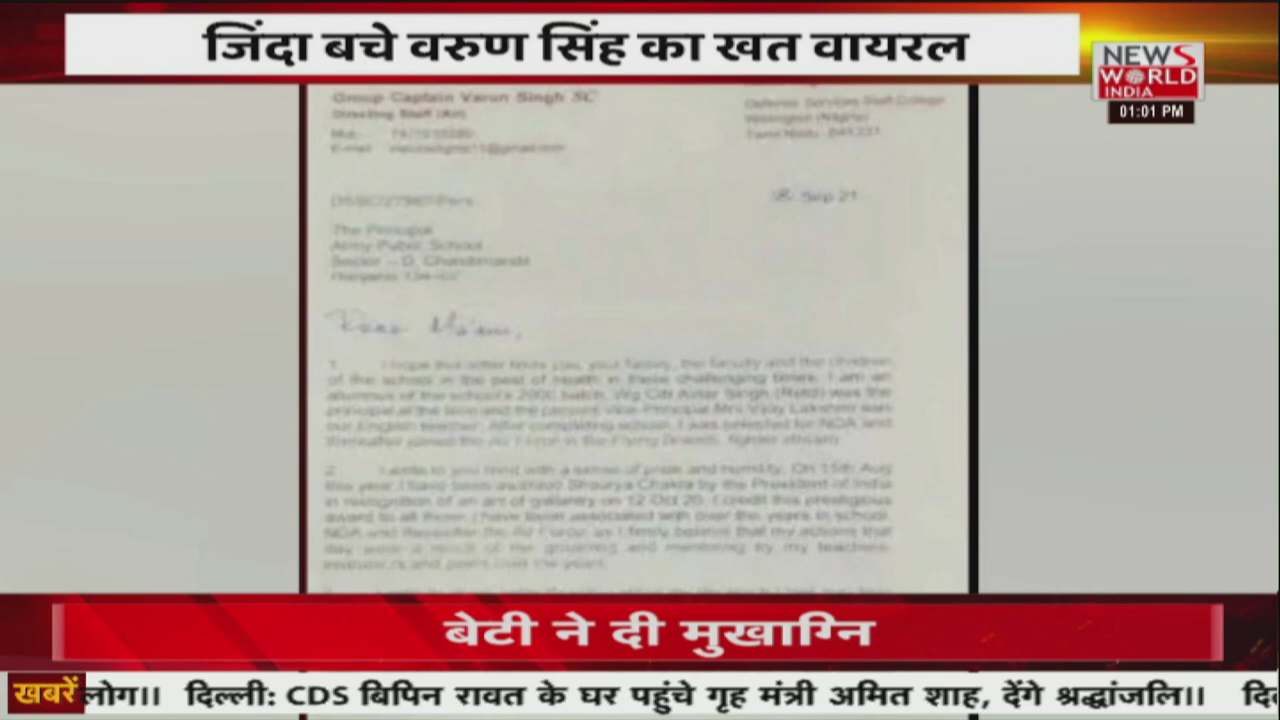 जिंदा बचे वरुण सिंह का खत वायरल
NEWS
WORLD
INDIA
01:01 PM
Group Captain Varun Singh SC
Directing Staff (Air)
Defence Services Staff College
Wellington (Nilgiris)
Tamil Nadu
Mob
E-mail
Sep 21
The Principal
Army Public School
Sector - D, Chandimandir
Haryana
Dear Ma'am,
1. I hope this letter finds you, your family, the faculty and the children
of the school in the best of health in these challenging times. I am an
alumnus of the school's 2000 batch. Wg Cdr Avtar Singh (Retd) was the
principal at the time and the present Vice Principal Mrs Vijay Lakshmi was
our English teacher. After completing school, I was selected for NDA and
thereafter joined the Air Force in the Flying Branch, fighter stream.
2. I write to you filled with a sense of pride and humility. On 15th Aug
this year, I have been awarded Shaurya Chakra by the President of India
in recognition of an act of gallantry on 12 Oct 20. I credit this prestigious
award to all those I have been associated with over the years in school,
NDA and thereafter the Air Force, as I firmly believe that my actions that
day were a result of the grooming and mentoring by my teachers,
instructors and peers over the years.
बेटी ने दी मुखाग्नि
खबरें लोग।। दिल्ली: CDS बिपिन रावत के घर पहुंचे गृह मंत्री अमित शाह, देंगे श्रद्धांजलि।।